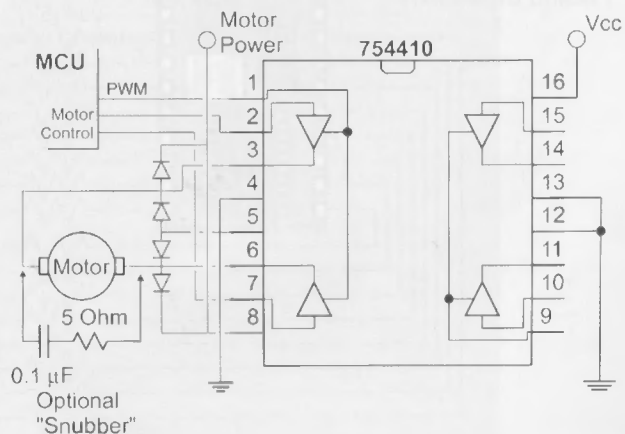 Motor
Power
Vcc
MCU
754410
PWM
Motor
Control
1
2
3
4
5
6
7
8
16
15
14
13
12
11
10
9
Motor
5 Ohm
0.1 µF
Optional
"Snubber"